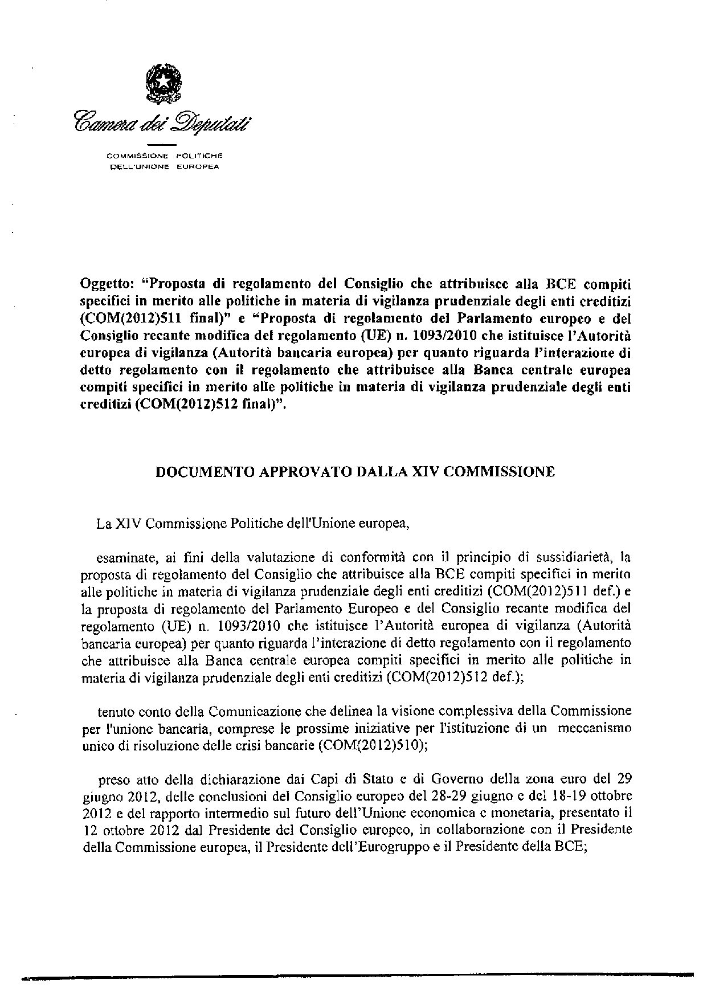 Camera dei Deputati
COMMISSIONE POLITICHE
DELL'UNIONE EUROPEA
Oggetto: “Proposta di regolamento del Consiglio che attribuisce alla BCE compiti
specifici in merito alle politiche in materia di vigilanza prudenziale degli enti creditizi
(COM(2012)511 final)” e “Proposta di regolamento del Parlamento europeo e del
Consiglio recante modifica del regolamento (UE) n. 1093/2010 che istituisce l’Autorità
europea di vigilanza (Autorità bancaria europea) per quanto riguarda l’interazione di
detto regolamento con il regolamento che attribuisce alla Banca centrale europea
compiti specifici in merito alle politiche in materia di vigilanza prudenziale degli enti
creditizi (COM(2012)512 final)”.
DOCUMENTO APPROVATO DALLA XIV COMMISSIONE
La XIV Commissione Politiche dell'Unione europea,
esaminate, ai fini della valutazione di conformità con il principio di sussidiarietà, la
proposta di regolamento del Consiglio che attribuisce alla BCE compiti specifici in merito
alle politiche in materia di vigilanza prudenziale degli enti creditizi (COM(2012)511 def.) e
la proposta di regolamento del Parlamento Europeo e del Consiglio recante modifica del
regolamento (UE) n. 1093/2010 che istituisce l’Autorità europea di vigilanza (Autorità
bancaria europea) per quanto riguarda l’interazione di detto regolamento con il regolamento
che attribuisce alla Banca centrale europea compiti specifici in merito alle politiche in
materia di vigilanza prudenziale degli enti creditizi (COM(2012)512 def.);
tenuto conto della Comunicazione che delinea la visione complessiva della Commissione
per l'unione bancaria, comprese le prossime iniziative per l'istituzione di un meccanismo
unico di risoluzione delle crisi bancarie (COM(2012)510);
preso atto della dichiarazione dai Capi di Stato e di Governo della zona euro del 29
giugno 2012, delle conclusioni del Consiglio europeo del 28-29 giugno e del 18-19 ottobre
2012 e del rapporto intermedio sul futuro dell’Unione economica e monetaria, presentato il
12 ottobre 2012 dal Presidente del Consiglio europeo, in collaborazione con il Presidente
della Commissione europea, il Presidente dell’Eurogruppo e il Presidente della BCE;